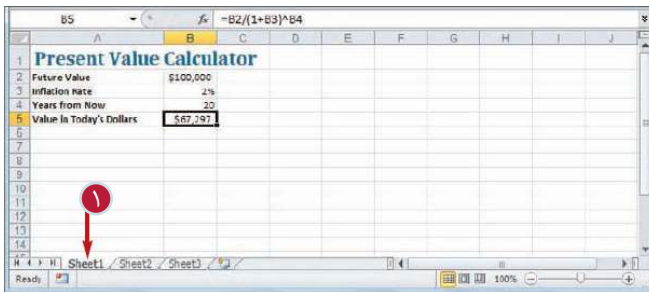 B5 fx =B2/(1+B3)^B4
A B C D E F G H I J
1 Present Value Calculator
2 Future Value $100,000
3 Inflation Rate 2%
4 Years from Now 20
5 Value in Today's Dollars $67,297
6
7
8
9
10
11
12
13
14
١
Sheet1 Sheet2 Sheet3
Ready 100%